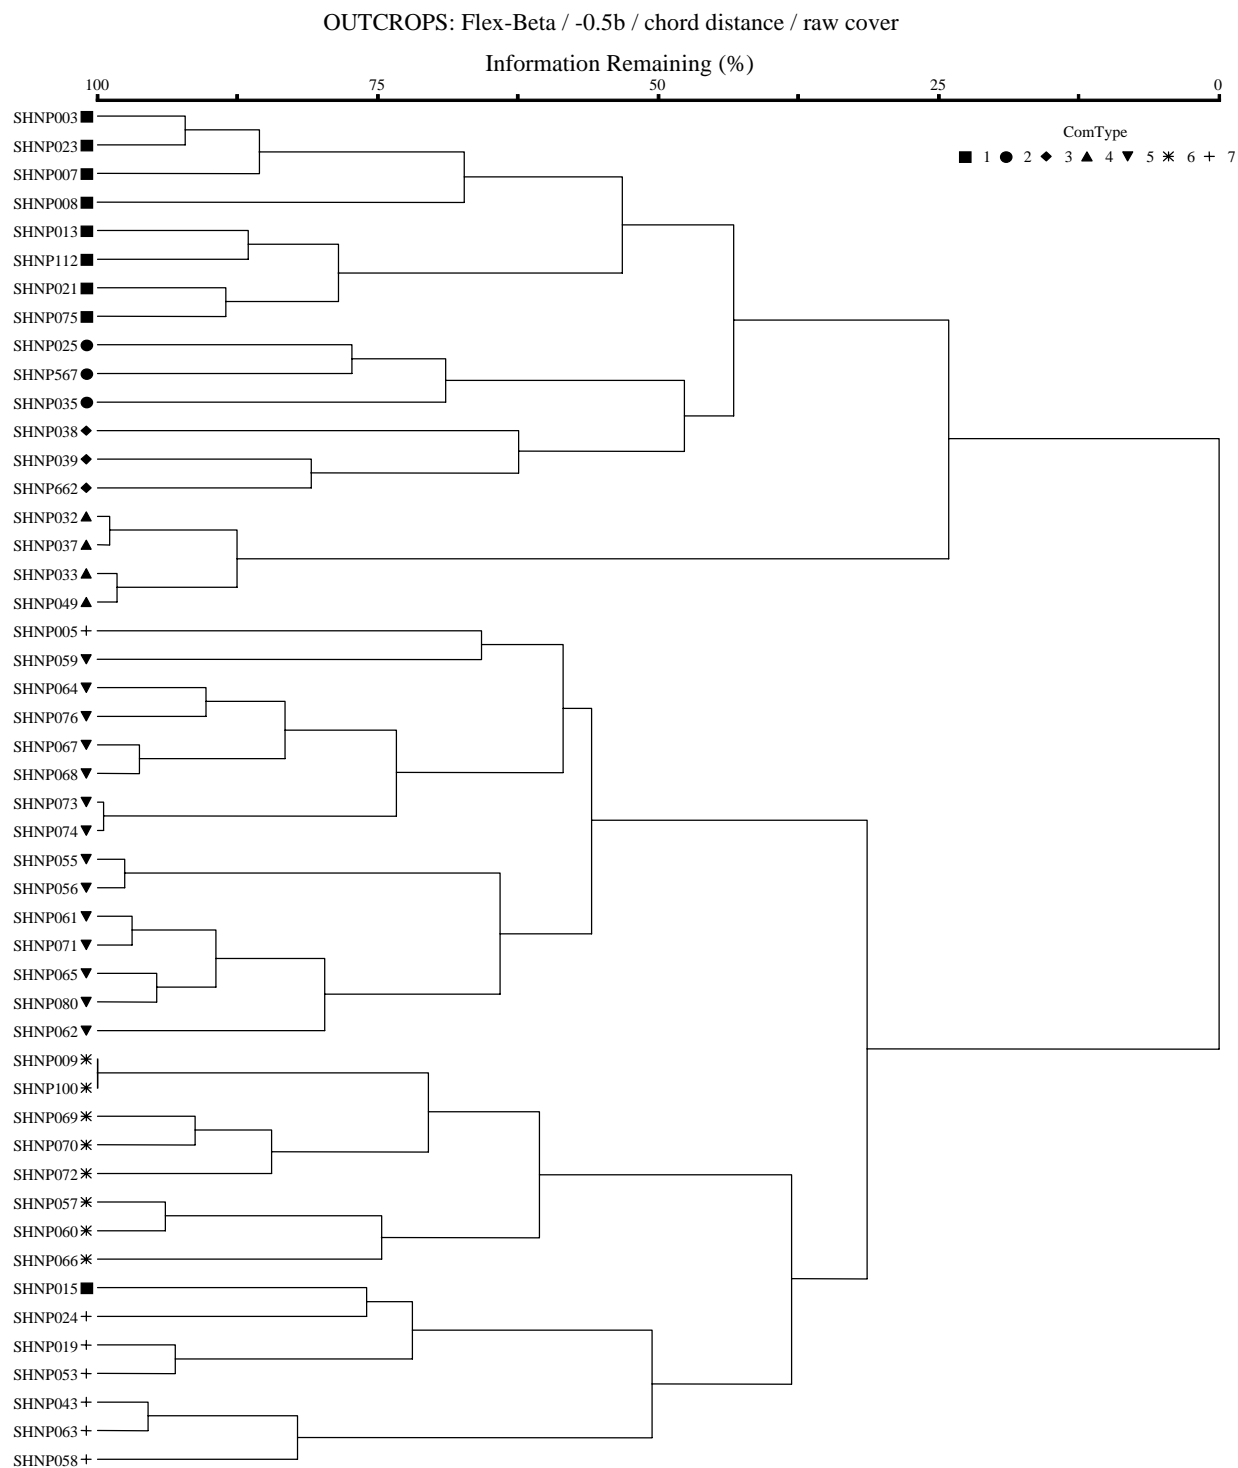 OUTCROPS: Flex-Beta / -0.5b / chord distance / raw cover
Information Remaining (%)
100 75 50 25 0
ComType
1 2 3 4 5 6 7
SHNP003
SHNP023
SHNP007
SHNP008
SHNP013
SHNP112
SHNP021
SHNP075
SHNP025
SHNP567
SHNP035
SHNP038
SHNP039
SHNP662
SHNP032
SHNP037
SHNP033
SHNP049
SHNP005
SHNP059
SHNP064
SHNP076
SHNP067
SHNP068
SHNP073
SHNP074
SHNP055
SHNP056
SHNP061
SHNP071
SHNP065
SHNP080
SHNP062
SHNP009
SHNP100
SHNP069
SHNP070
SHNP072
SHNP057
SHNP060
SHNP066
SHNP015
SHNP024
SHNP019
SHNP053
SHNP043
SHNP063
SHNP058